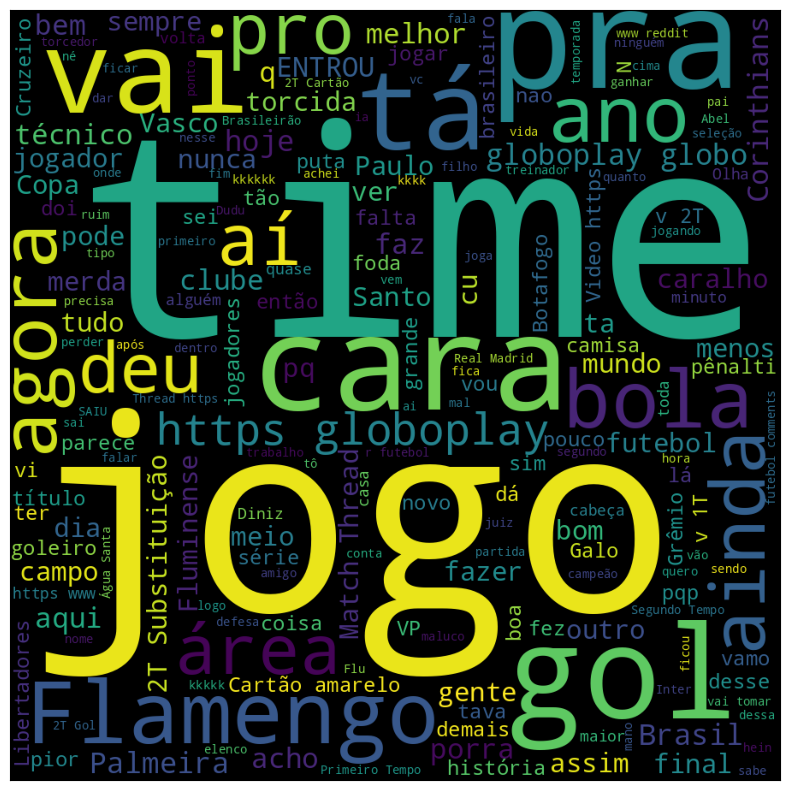 bem
torcedor
sempre
volta
pro
melhor
fala
www reddit
ninguem
pra
Corinthians
Cruzeiro
né
ficar
vai
q
ENTROU
jogar
vc
cima
brasileiro
temporada
N
ganhar
dar
2T Cartão
torcida
tá
ano
nao
pai
Abel
ponto
Vasco
Brasileirão
la
técnico
nesse
hoje
vida
seleção
jogador
onde
fim
nunca
puta
achei
Paulo
filho
globoplay globo
treinador
quanto
Olha
Copa
kkkkkk
tão
ver
kkkk
time
doi
ruim
sei
Dudu
falta
Video https
v 2T
jogando
agora
pode
tipo
primeiro
aí
quase
faz
foda
vem
joga
Botafogo
merda
clube
alguém
então
Santo
cu
caralho
minuto
precisa
tudo
perder
após
deu
dentro
jogadores
cara
grande
ta
camisa
menos
Real Madrid
fica
mundo
pênalti
pq
vou
SAIU
Thread https
ai
mal
bola
toda
sai
parece
falar
https globoplay
pouco
futebol
futebol comments
vi
trabalho
r futebol
segundo
sim
hora
lá
ainda
título
tô
Match Thread
casa
dá
ter
jogo
2T Substituição
Fluminense
Diniz
novo
cabeça
N
Grêmio
v 1T
dia
meio
juiz
bom
goleiro
Água Santa
série
conta
partida
Galo
vão
sendo
campo
amigo
fazer
campeão
quero
https www
logo
pqp
Segundo Tempo
aqui
coisa
boa
fez
outro
nome
defesa
VP
maluco
ficou
vamo
Libertadores
área
Flu
gente
gol
Inter
desse
kkkkk
Cartão amarelo
vai tomar
Flamengo
tava
demais
maior
mano
dessa
2T Gol
elenco
porra
Brasil
hein
pior
Palmeira
acho
Primeiro Tempo
história
assim
final
sabe